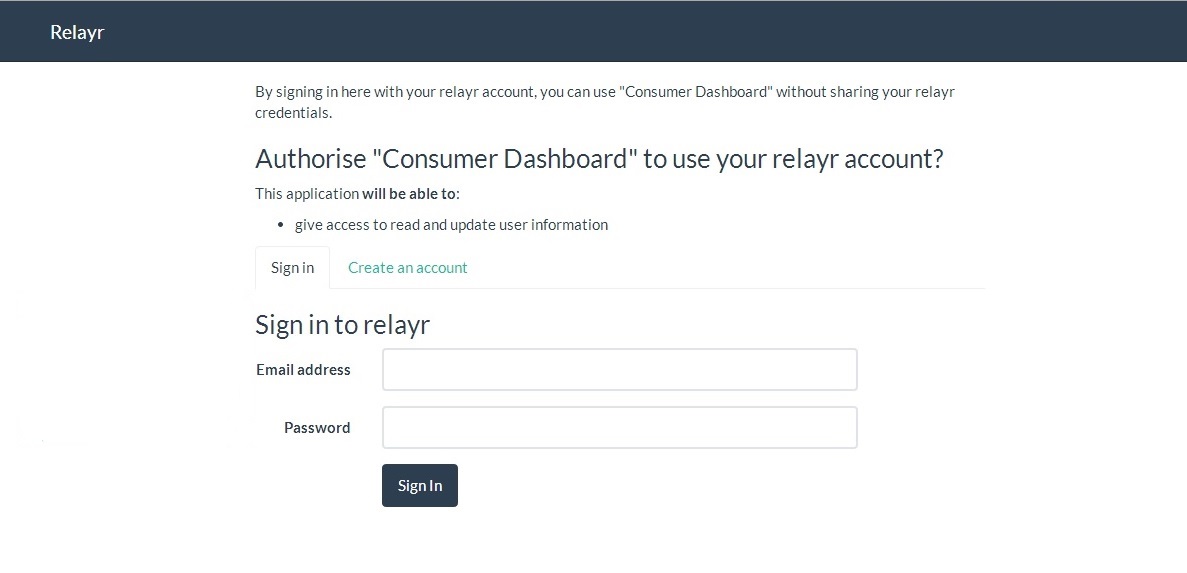 Relayr
By signing in here with your relayr account, you can use "Consumer Dashboard" without sharing your relayr
credentials.
Authorise "Consumer Dashboard" to use your relayr account?
This application will be able to:
• give access to read and update user information
Sign in
Create an account
Sign in to relayr
Email address
Password
Sign In